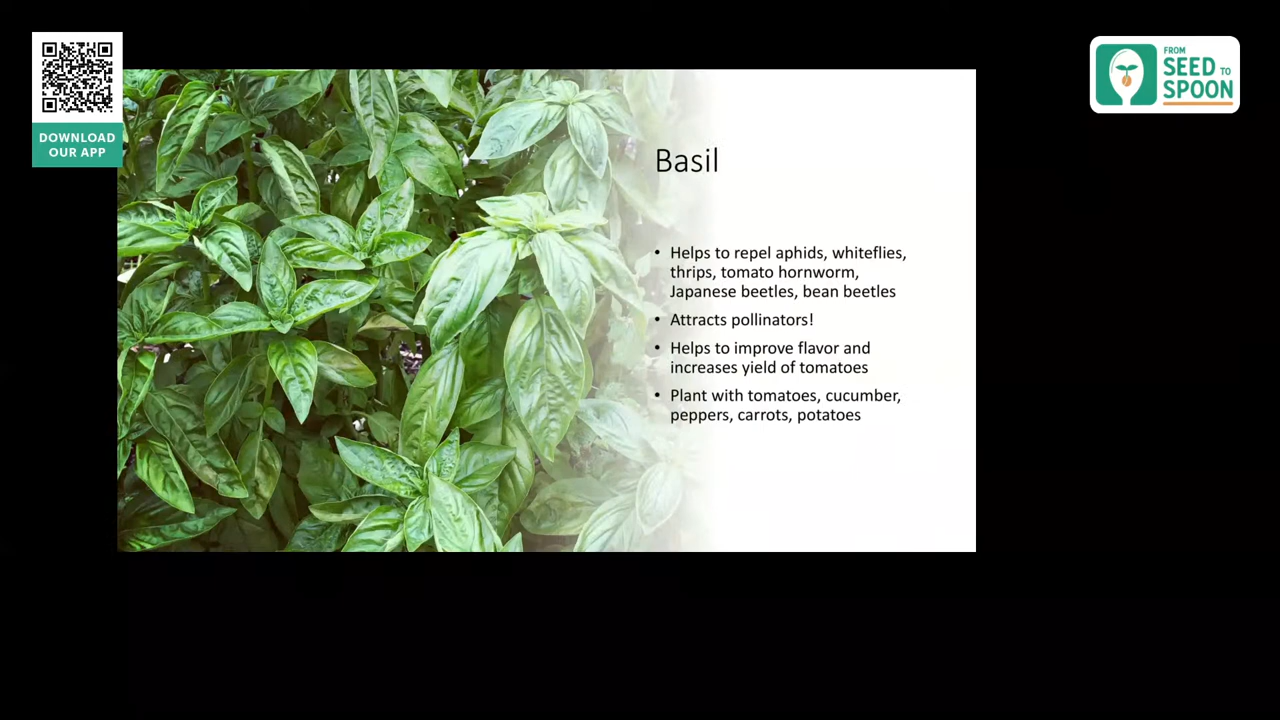 DOWNLOAD
OUR APP
FROM
SEED TO
SPOON
Basil
• Helps to repel aphids, whiteflies,
thrips, tomato hornworm,
Japanese beetles, bean beetles
• Attracts pollinators!
• Helps to improve flavor and
increases yield of tomatoes
• Plant with tomatoes, cucumber,
peppers, carrots, potatoes